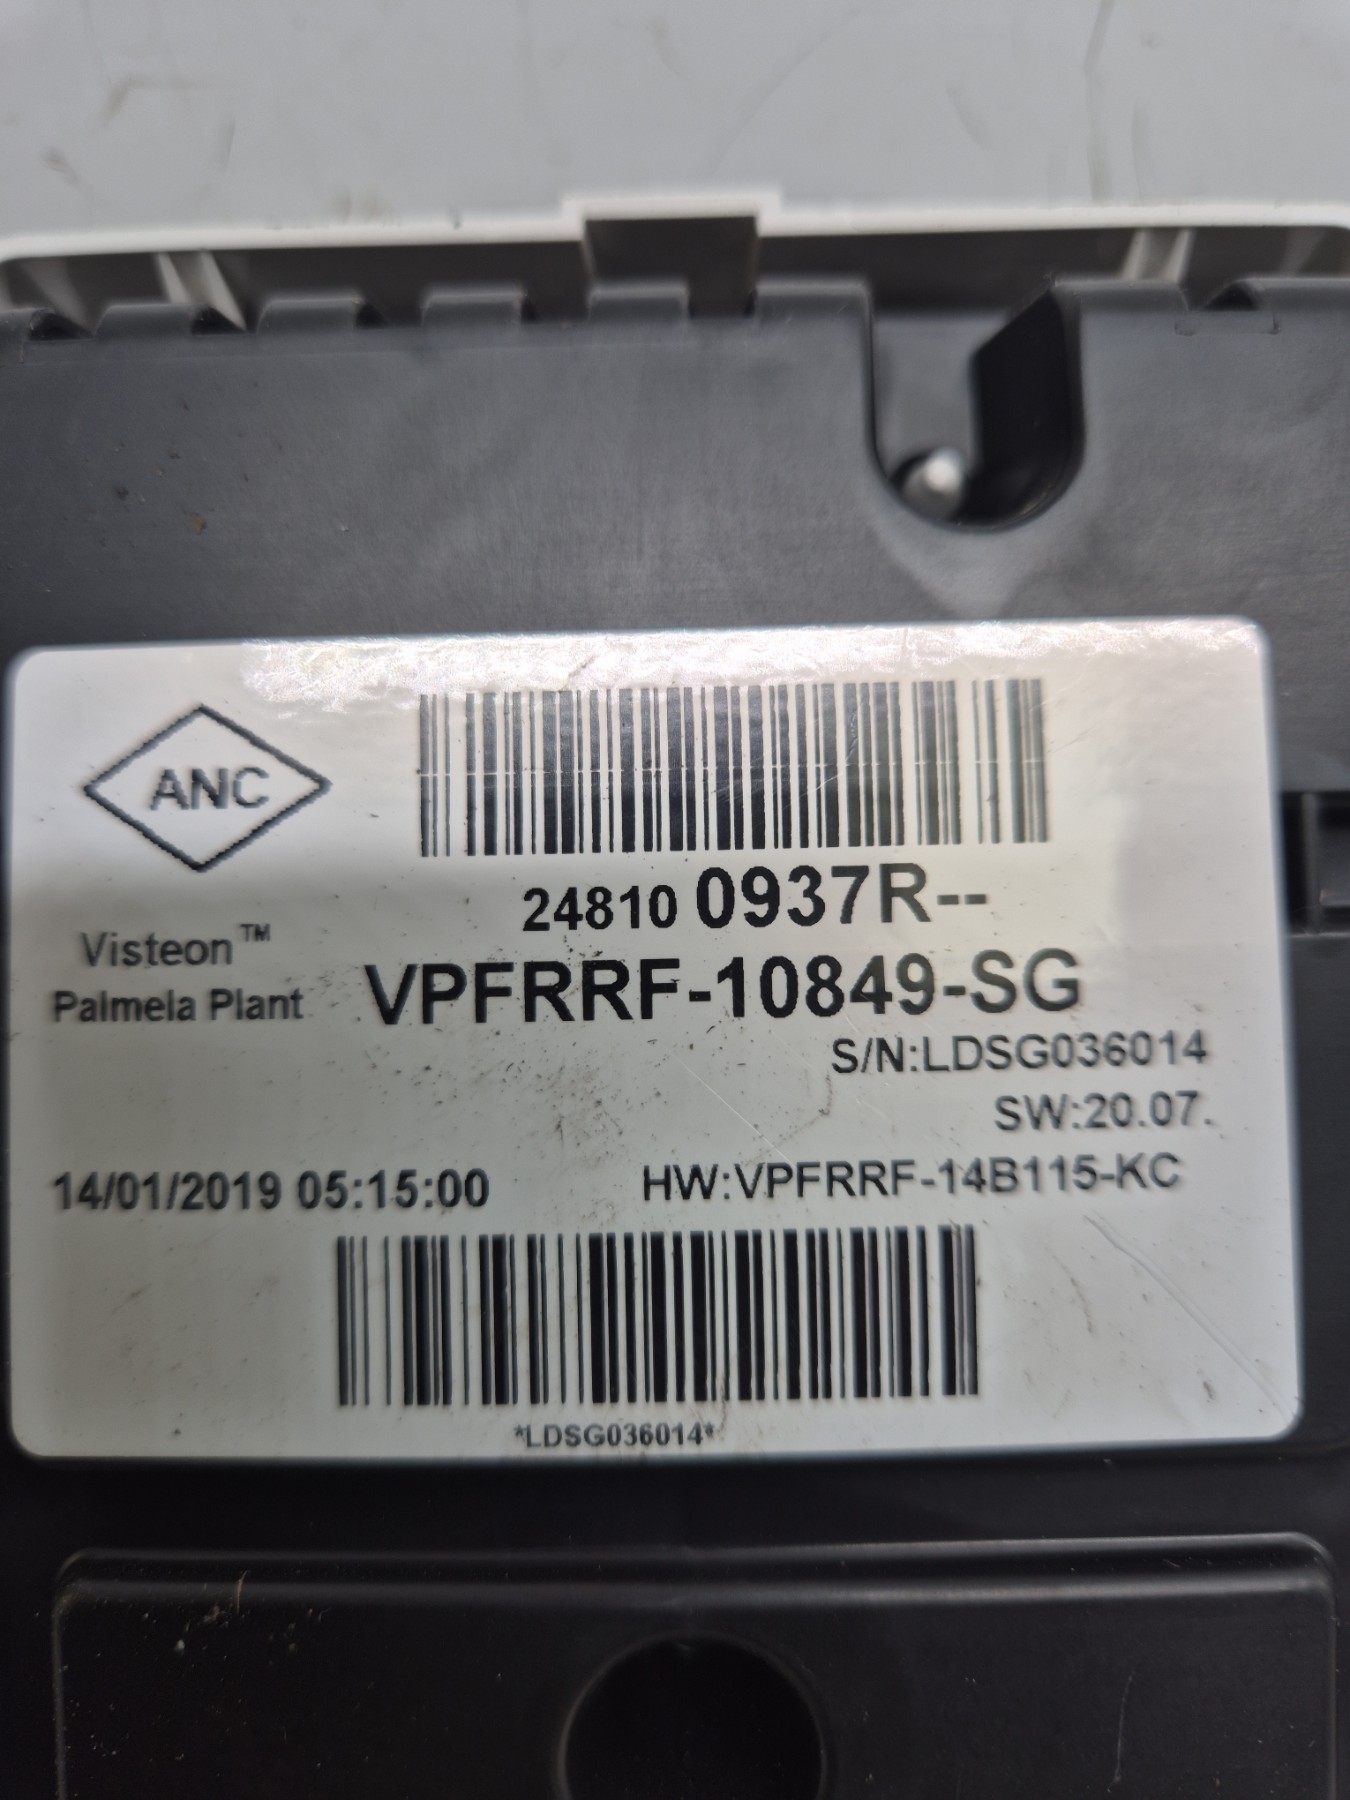 ANC
24810 0937R--
Visteon™
Palmela Plant
VPFRRF-10849-SG
S/N:LDSG036014
SW:20.07.
14/01/2019 05:15:00
HW:VPFRRF-14B115-KC
*LDSG036014*